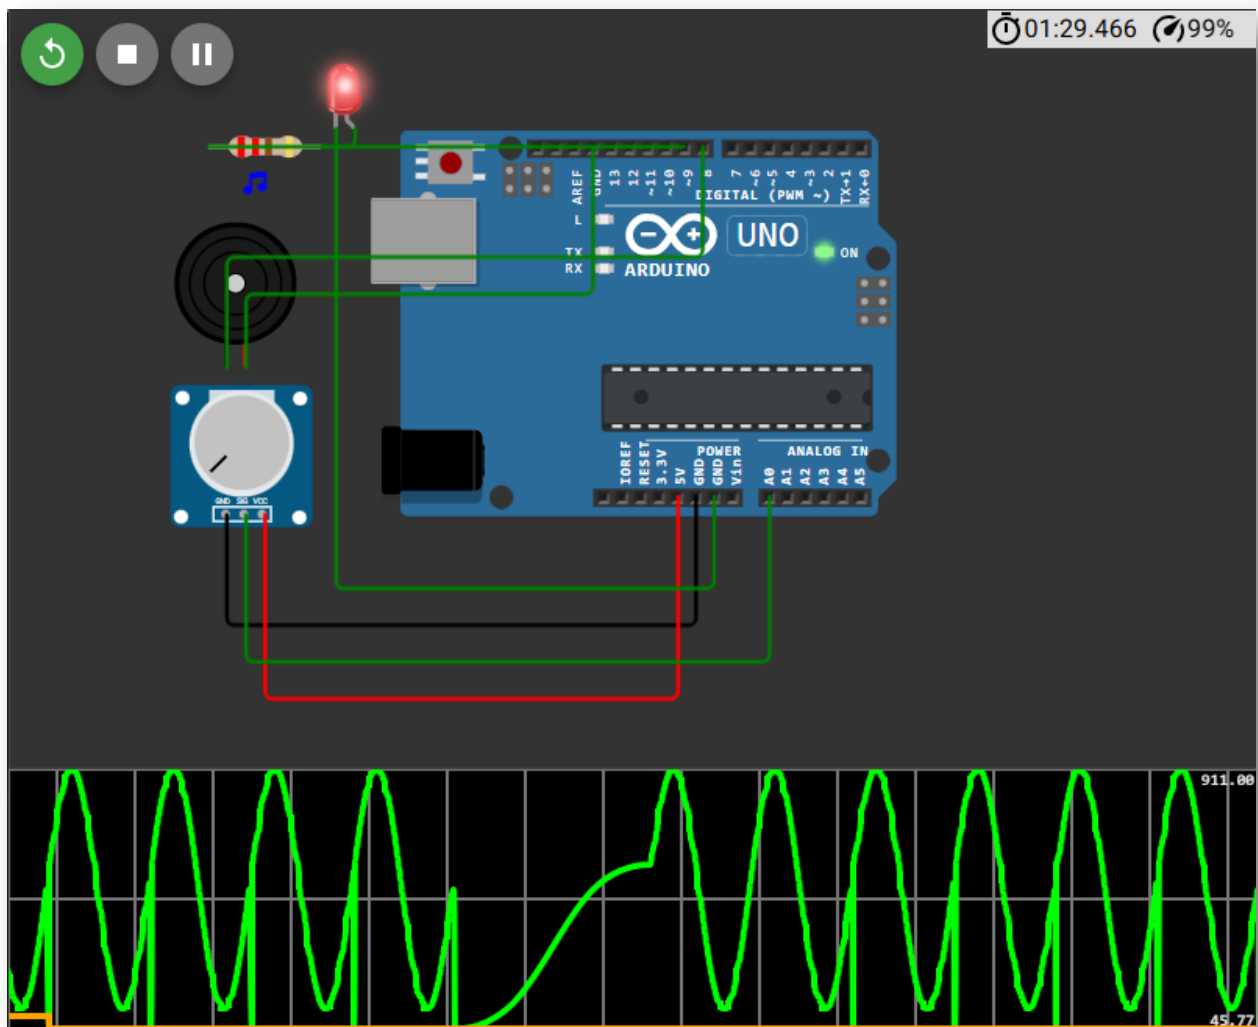 01:29.466 99%
AREF
GND
13
12
~11
~10
~9
8
7
~6
~5
4
~3
2
TX→1
RX←0
DIGITAL (PWM ~)
L
TX
RX
UNO
ON
ARDUINO
IOREF
RESET
3.3V
5V
GND
GND
Vin
POWER
ANALOG IN
A0
A1
A2
A3
A4
A5
GND SIG VCC
911.00
45.77